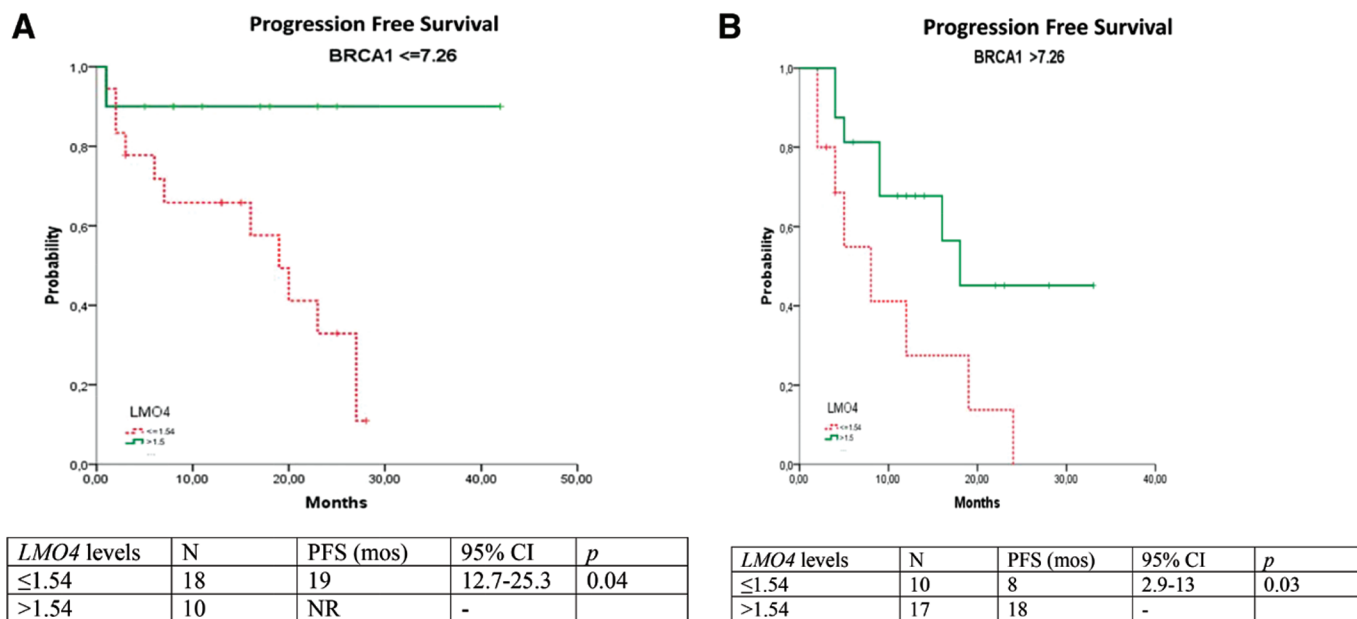 A
Progression Free Survival
BRCA1 <=7.26
Probability
1,0
0,8
0,6
0,4
0,2
0,0
LMO4
<=1.54
>1.5
0,00 10,00 20,00 30,00 40,00 50,00
Months
LMO4 levels N PFS (mos) 95% CI p
≤1.54 18 19 12.7-25.3 0.04
>1.54 10 NR -
B
Progression Free Survival
BRCA1 >7.26
Probability
1,0
0,8
0,6
0,4
0,2
0,0
LMO4
<=1.54
>1.5
0,00 10,00 20,00 30,00 40,00
Months
LMO4 levels N PFS (mos) 95% CI p
≤1.54 10 8 2.9-13 0.03
>1.54 17 18 -